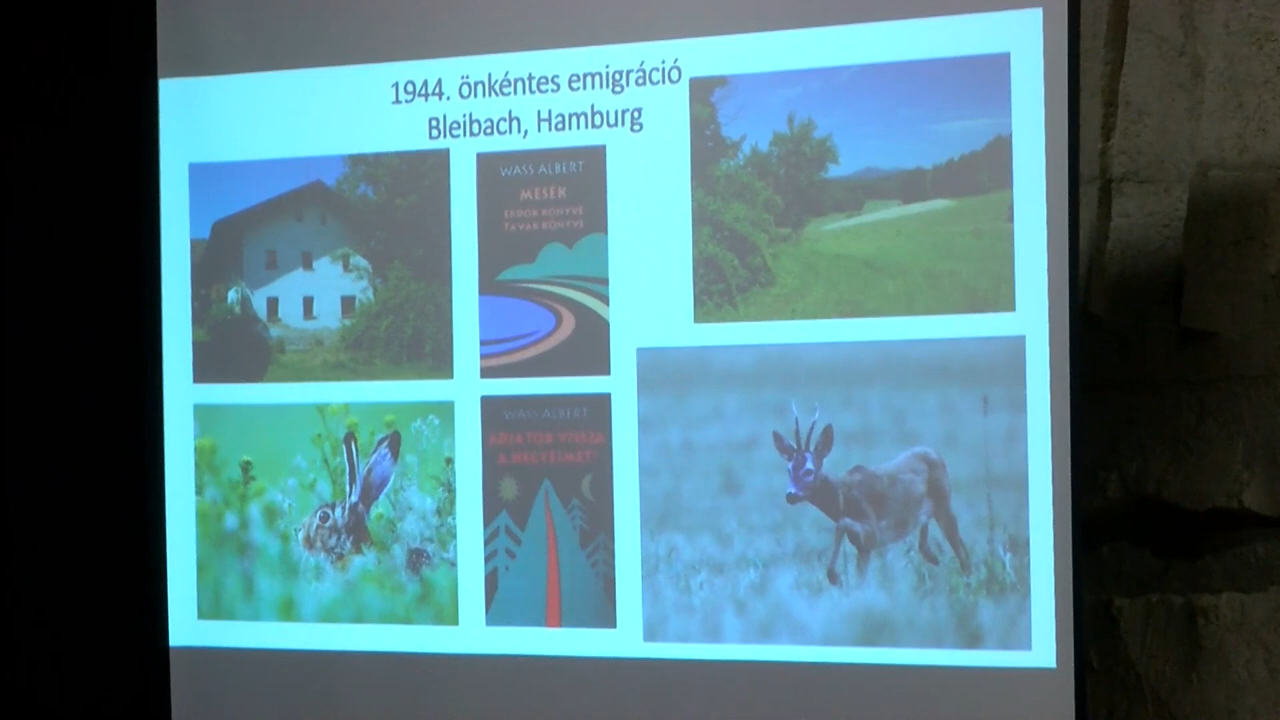 1944. önkéntes emigráció
Bleibach, Hamburg
WASS ALBERT
MESÉK
ERDŐK KÖNYVE
TAVAK KÖNYVE
WASS ALBERT
ADJÁTOK VISSZA
A HEGYEIMET!